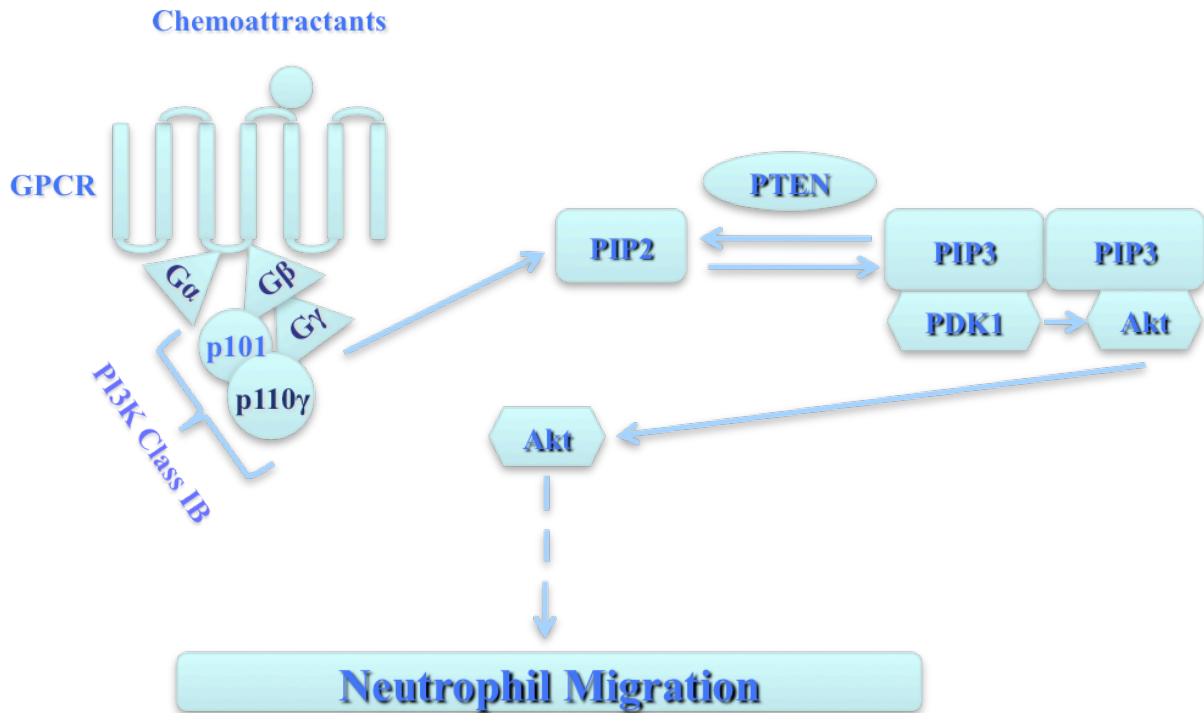 Chemoattractants
GPCR
Gα
Gβ
Gγ
p101
p110γ
PI3K Class IB
PTEN
PIP2
PIP3
PIP3
PDK1
Akt
Akt
Neutrophil Migration